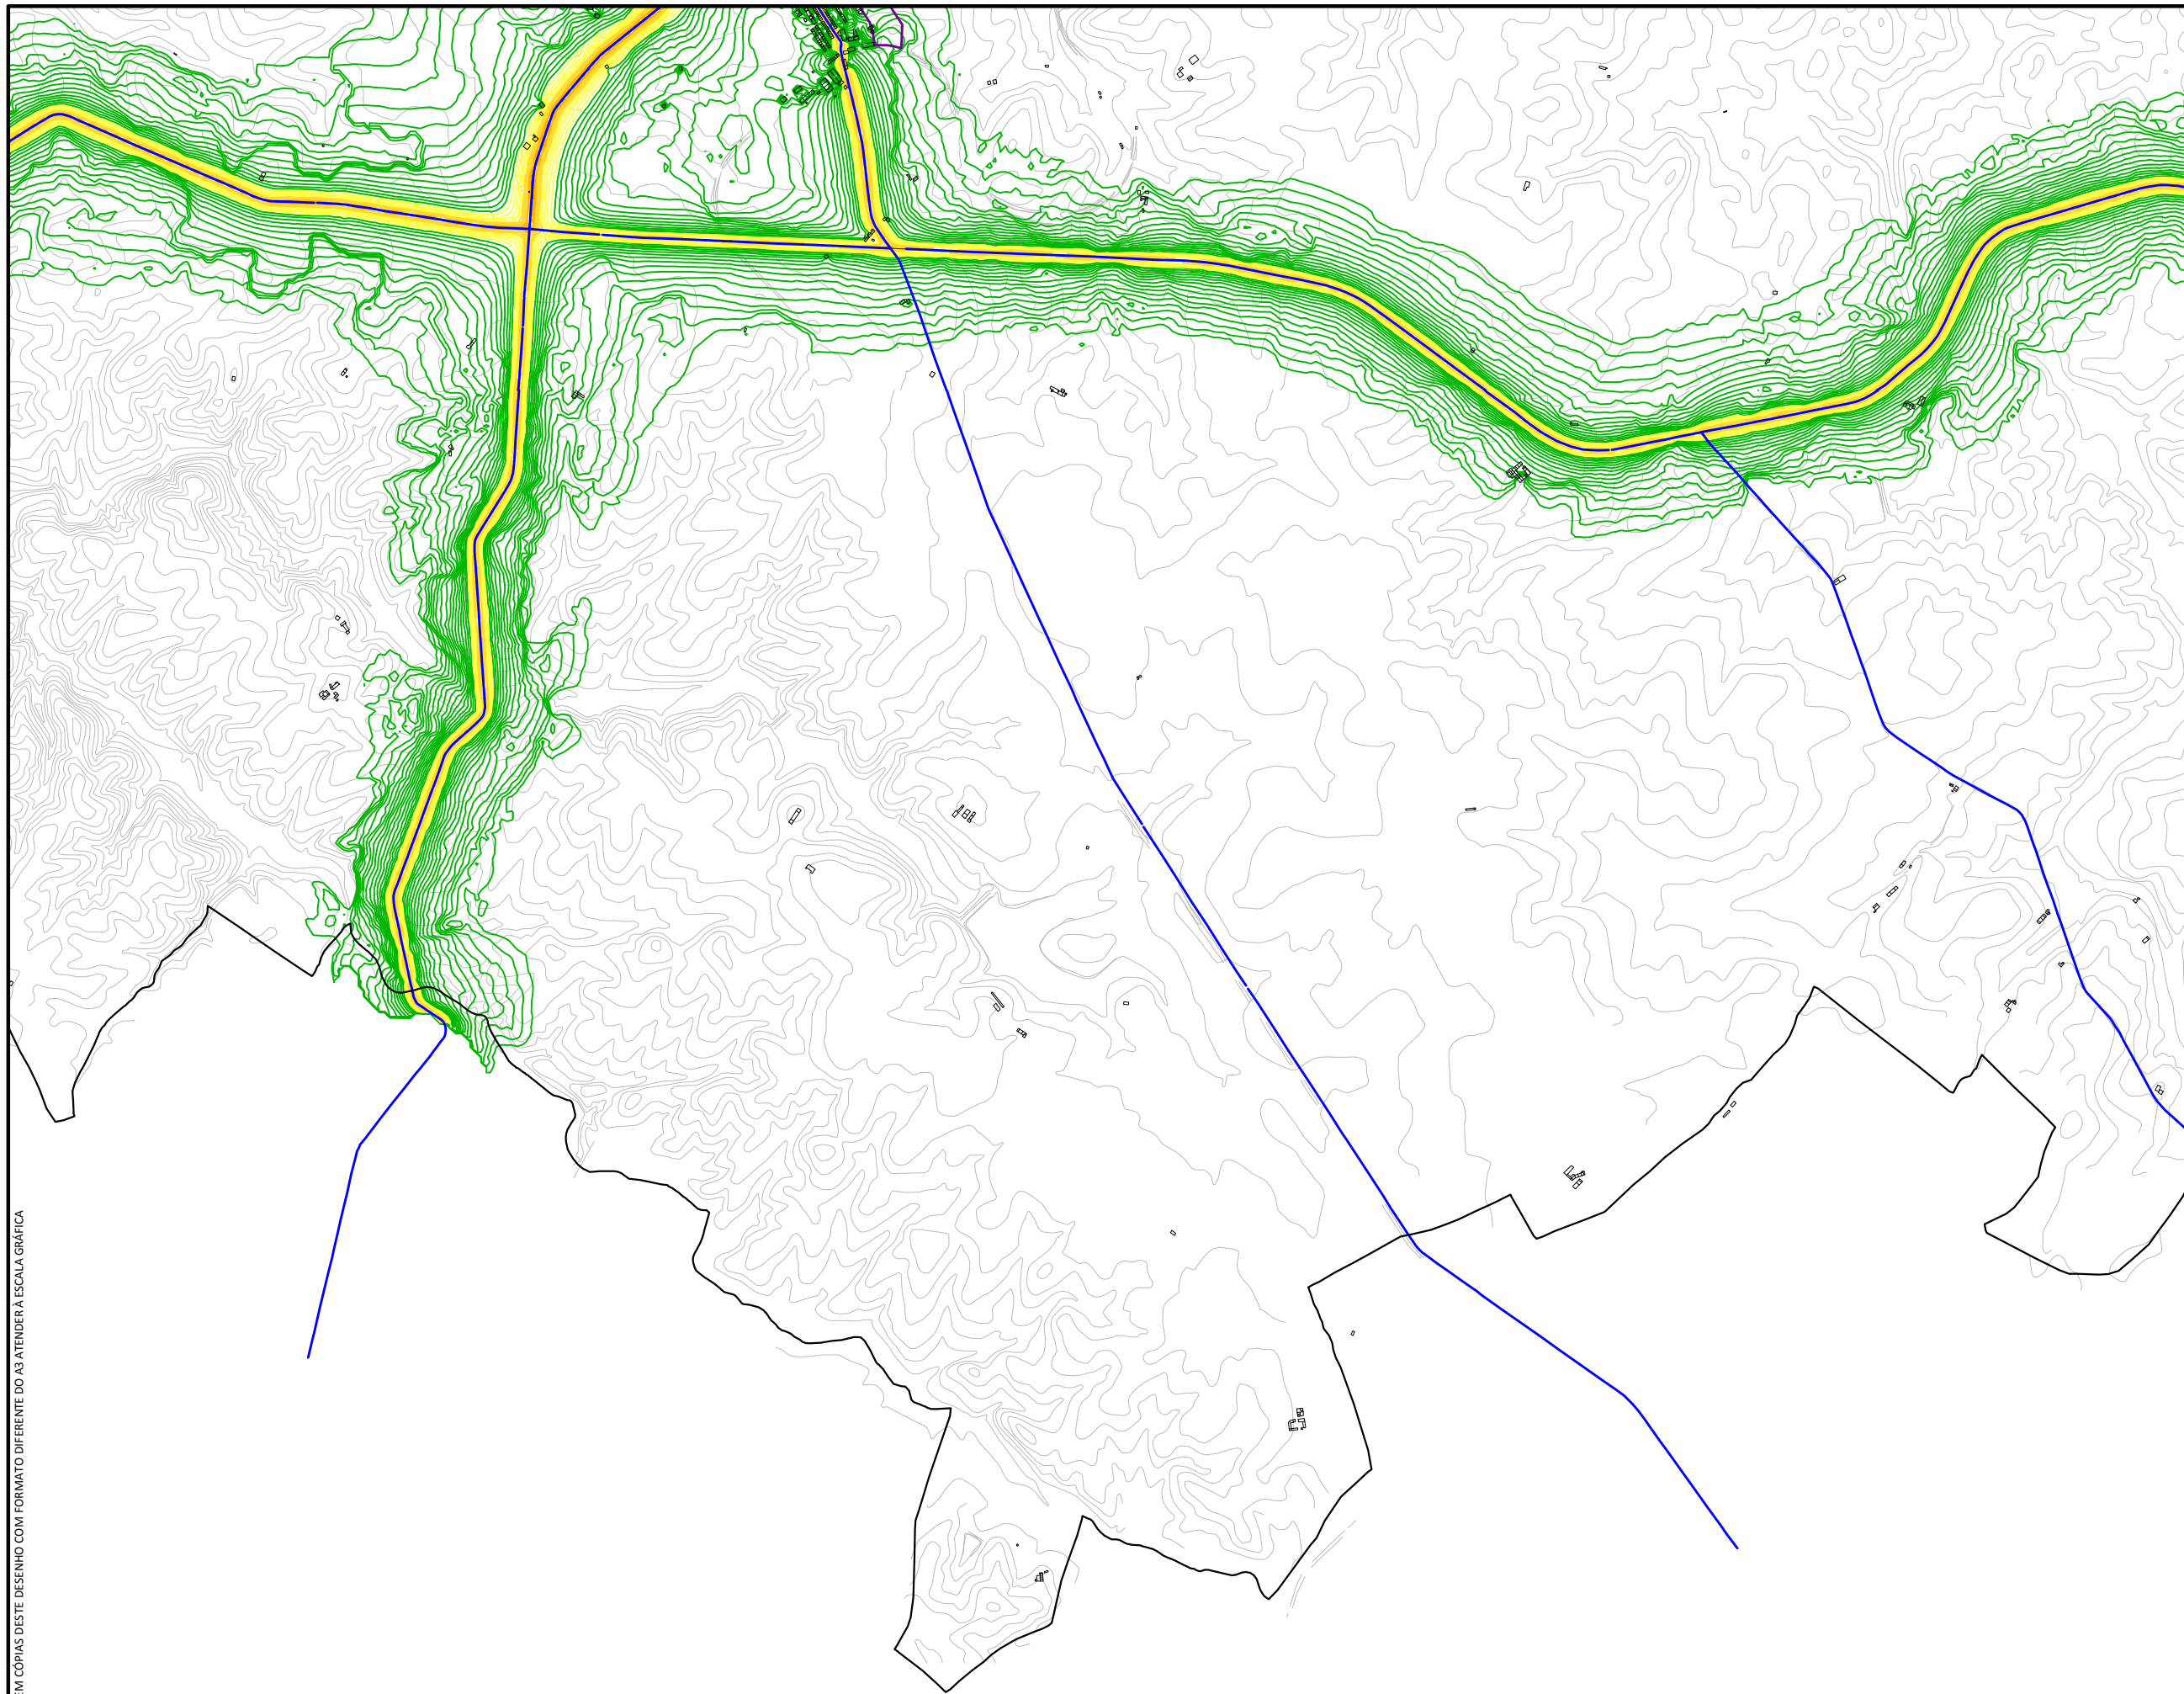 EM CÓPIAS DESTE DESENHO COM FORMATO DIFERENTE DO A3 ATENDER À ESCALA GRÁFICA